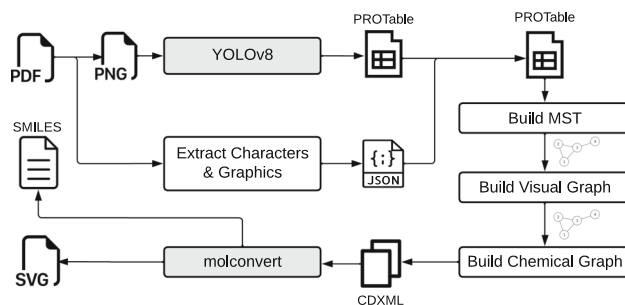 PROTable
PROTable
PDF
PNG
YOLOv8
SMILES
Extract Characters
& Graphics
{:}
JSON
Build MST
Build Visual Graph
Build Chemical Graph
SVG
molconvert
CDXML